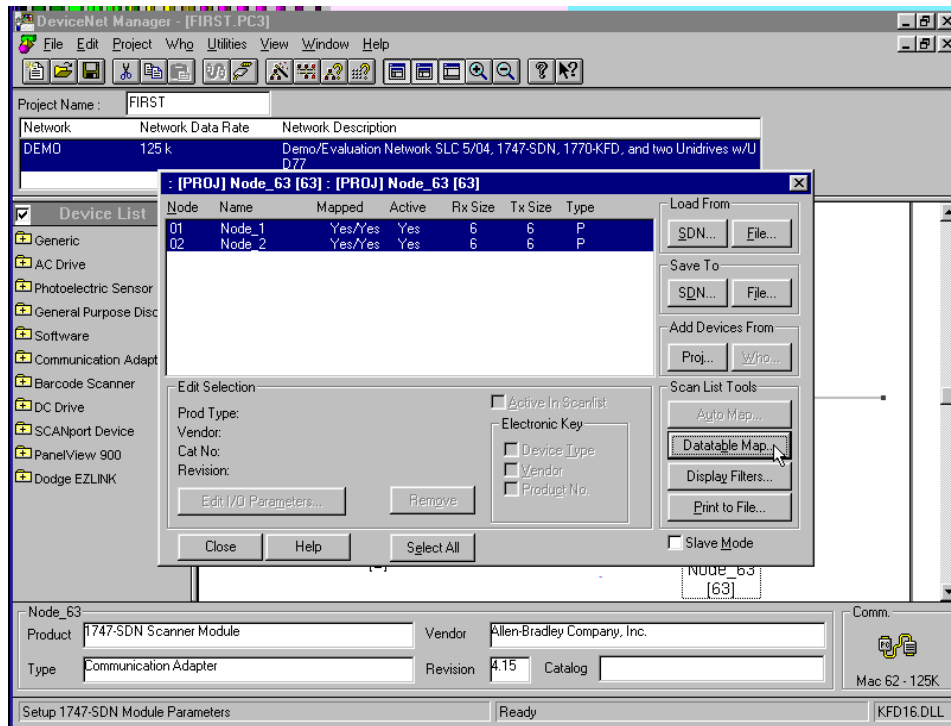 DeviceNet Manager - [FIRST.PC3]
File Edit Project Who Utilities View Window Help
Project Name : FIRST
Network Network Data Rate Network Description
DEMO 125 k Demo/Evaluation Network SLC 5/04, 1747-SDN, 1770-KFD, and two Unidrives w/U
D77
: [PROJ] Node_63 [63] : [PROJ] Node_63 [63]
Node Name Mapped Active Rx Size Tx Size Type
01 Node_1 Yes/Yes Yes 6 6 P
02 Node_2 Yes/Yes Yes 6 6 P
Load From
SDN... File...
Save To
SDN... File...
Add Devices From
Proj... Who...
Scan List Tools
Auto Map...
Datatable Map...
Display Filters...
Print to File...
Slave Mode
Edit Selection
Prod Type:
Vendor:
Cat No:
Revision:
Edit I/O Parameters...
Remove
Active In Scanlist
Electronic Key
Device Type
Vendor
Product No.
Close Help Select All
Device List
Generic
AC Drive
Photoelectric Sensor
General Purpose Disc
Software
Communication Adapt
Barcode Scanner
DC Drive
SCANport Device
PanelView 900
Dodge EZLINK
Node_63
[63]
Node_63
Product 1747-SDN Scanner Module Vendor Allen-Bradley Company, Inc.
Type Communication Adapter Revision 4.15 Catalog
Comm.
Mac 62 - 125K
Setup 1747-SDN Module Parameters Ready KFD16.DLL